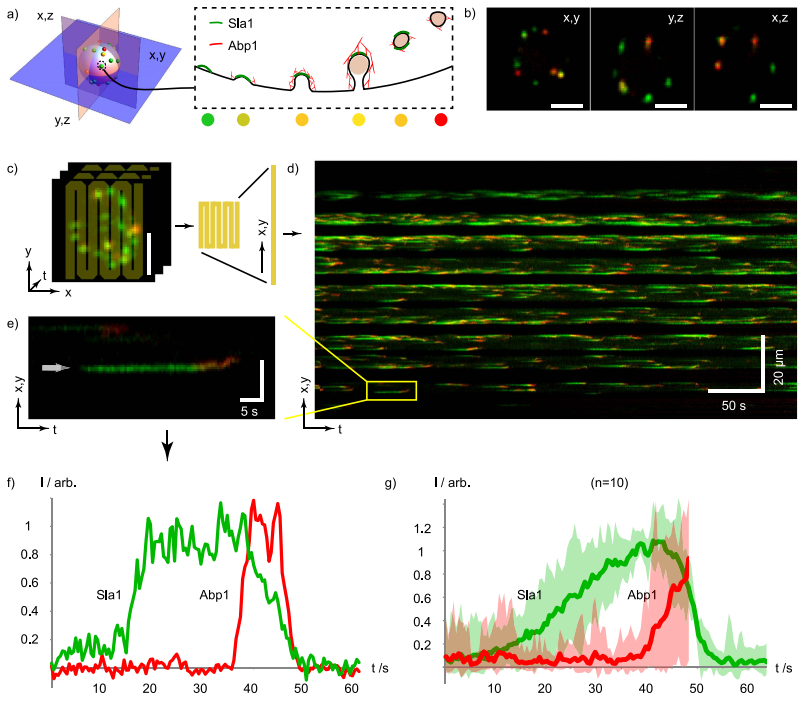 a)
x,z
x,y
y,z
Sla1
Abp1
b)
x,y
y,z
x,z
c)
y
t
x
x,y
d)
50 s
20 µm
x,y
t
e)
5 s
x,y
t
f)
I / arb.
1
0.8
0.6
0.4
0.2
Sla1
Abp1
t /s
10 20 30 40 50 60
g)
I / arb.
(n=10)
1.2
1
0.8
0.6
0.4
0.2
Sla1
Abp1
t /s
10 20 30 40 50 60